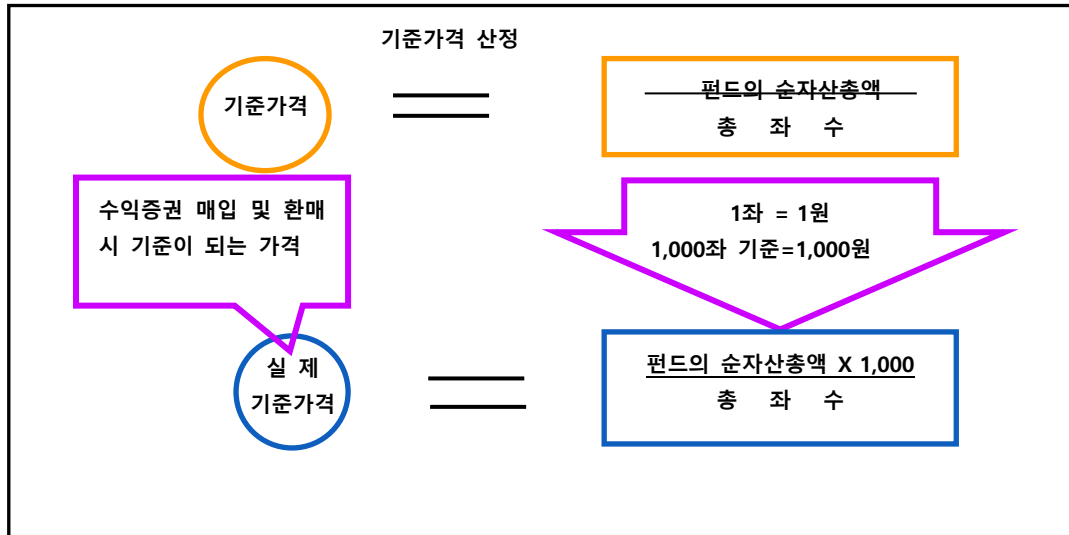 기준가격 산정
기준가격
펀드의 순자산총액
총 좌 수
수익증권 매입 및 환매
시 기준이 되는 가격
1좌 = 1원
1,000좌 기준=1,000원
실 제
기준가격
펀드의 순자산총액 X 1,000
총 좌 수